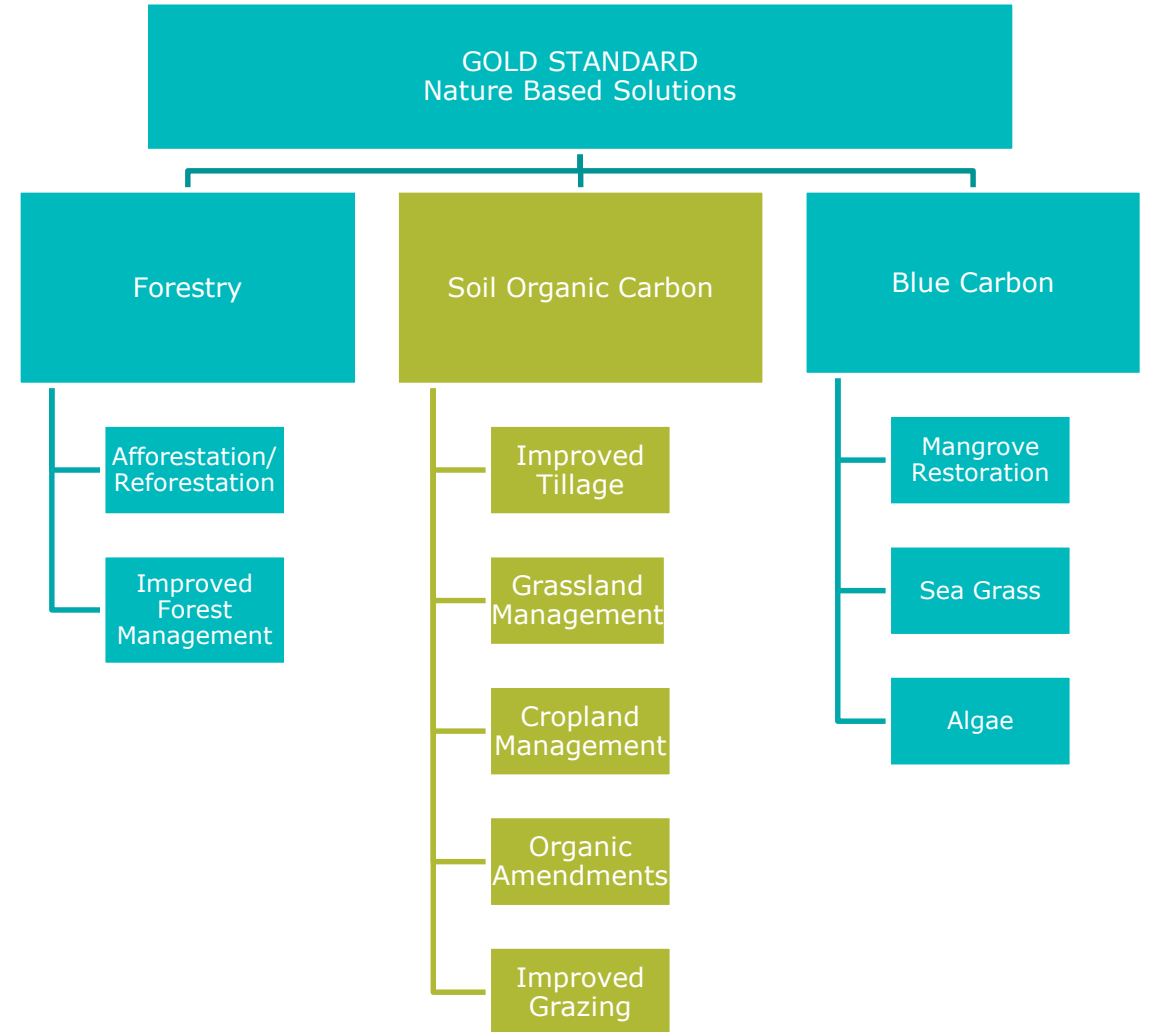 GOLD STANDARD
Nature Based Solutions
Forestry
Soil Organic Carbon
Blue Carbon
Afforestation/
Reforestation
Improved
Forest
Management
Improved
Tillage
Grassland
Management
Cropland
Management
Organic
Amendments
Improved
Grazing
Mangrove
Restoration
Sea Grass
Algae